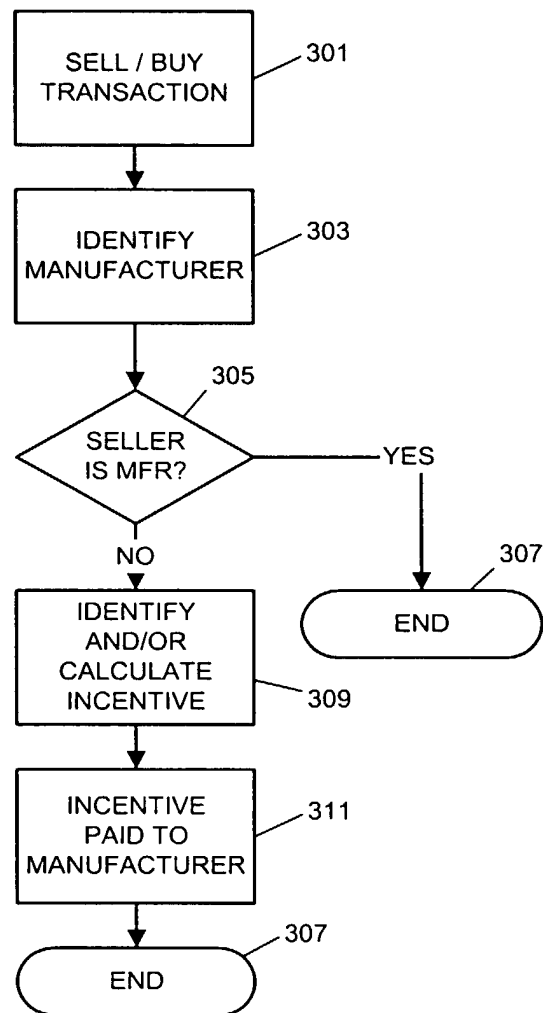 SELL / BUY
TRANSACTION
301
IDENTIFY
MANUFACTURER
303
305
SELLER
IS MFR?
YES
NO
307
END
IDENTIFY
AND/OR
CALCULATE
INCENTIVE
309
INCENTIVE
PAID TO
MANUFACTURER
311
307
END